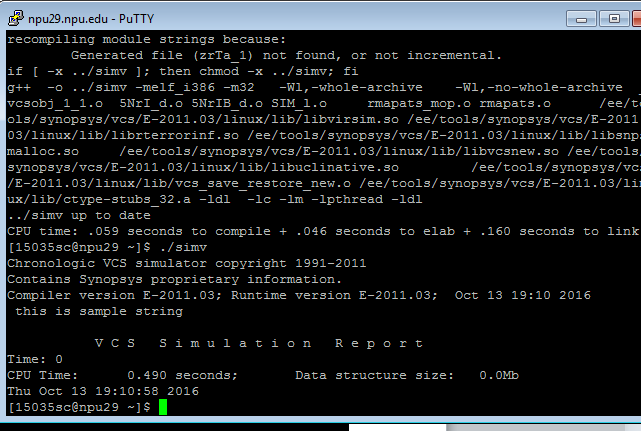 npu29.npu.edu - PuTTY
recompiling module strings because:
Generated file (zrTa_1) not found, or not incremental.
if [ -x ../simv ]; then chmod -x ../simv; fi
g++ -o ../simv -melf_i386 -m32 -Wl,-whole-archive -Wl,-no-whole-archive _
vcsobj_1_1.o 5NrI_d.o 5NrIB_d.o SIM_l.o rmapats_mop.o rmapats.o /ee/to
ols/synopsys/vcs/E-2011.03/linux/lib/libvirsim.so /ee/tools/synopsys/vcs/E-2011
03/linux/lib/librterrorinf.so /ee/tools/synopsys/vcs/E-2011.03/linux/lib/libsnp
malloc.so /ee/tools/synopsys/vcs/E-2011.03/linux/lib/libvcsnew.so /ee/tools/
synopsys/vcs/E-2011.03/linux/lib/libuclinative.so /ee/tools/synopsys/vcs
/E-2011.03/linux/lib/vcs_save_restore_new.o /ee/tools/synopsys/vcs/E-2011.03/lin
ux/lib/ctype-stubs_32.a -ldl -lc -lm -lpthread -ldl
../simv up to date
CPU time: .059 seconds to compile + .046 seconds to elab + .160 seconds to link
[15035sc@npu29 ~]$ ./simv
Chronologic VCS simulator copyright 1991-2011
Contains Synopsys proprietary information.
Compiler version E-2011.03; Runtime version E-2011.03; Oct 13 19:10 2016
this is sample string
V C S S i m u l a t i o n R e p o r t
Time: 0
CPU Time: 0.490 seconds; Data structure size: 0.0Mb
Thu Oct 13 19:10:58 2016
[15035sc@npu29 ~]$